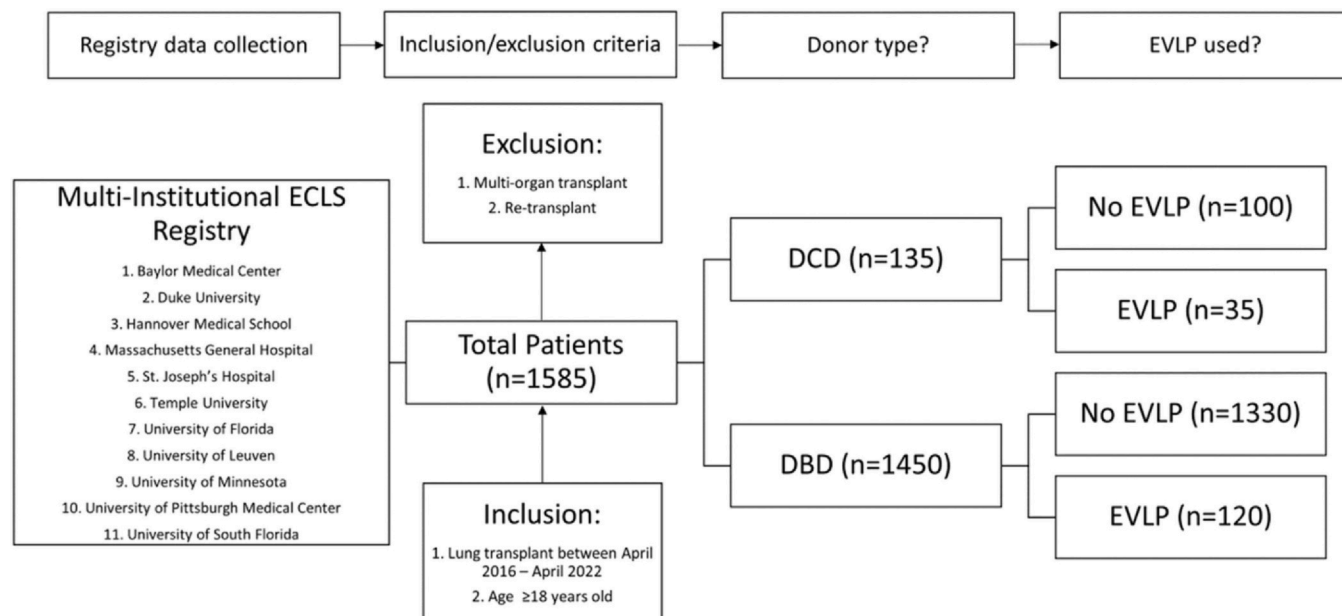 Registry data collection
Inclusion/exclusion criteria
Donor type?
EVLP used?
Multi-Institutional ECLS
Registry
1. Baylor Medical Center
2. Duke University
3. Hannover Medical School
4. Massachusetts General Hospital
5. St. Joseph's Hospital
6. Temple University
7. University of Florida
8. University of Leuven
9. University of Minnesota
10. University of Pittsburgh Medical Center
11. University of South Florida
Exclusion:
1. Multi-organ transplant
2. Re-transplant
Total Patients
(n=1585)
Inclusion:
1. Lung transplant between April
2016 – April 2022
2. Age ≥18 years old
DCD (n=135)
DBD (n=1450)
No EVLP (n=100)
EVLP (n=35)
No EVLP (n=1330)
EVLP (n=120)